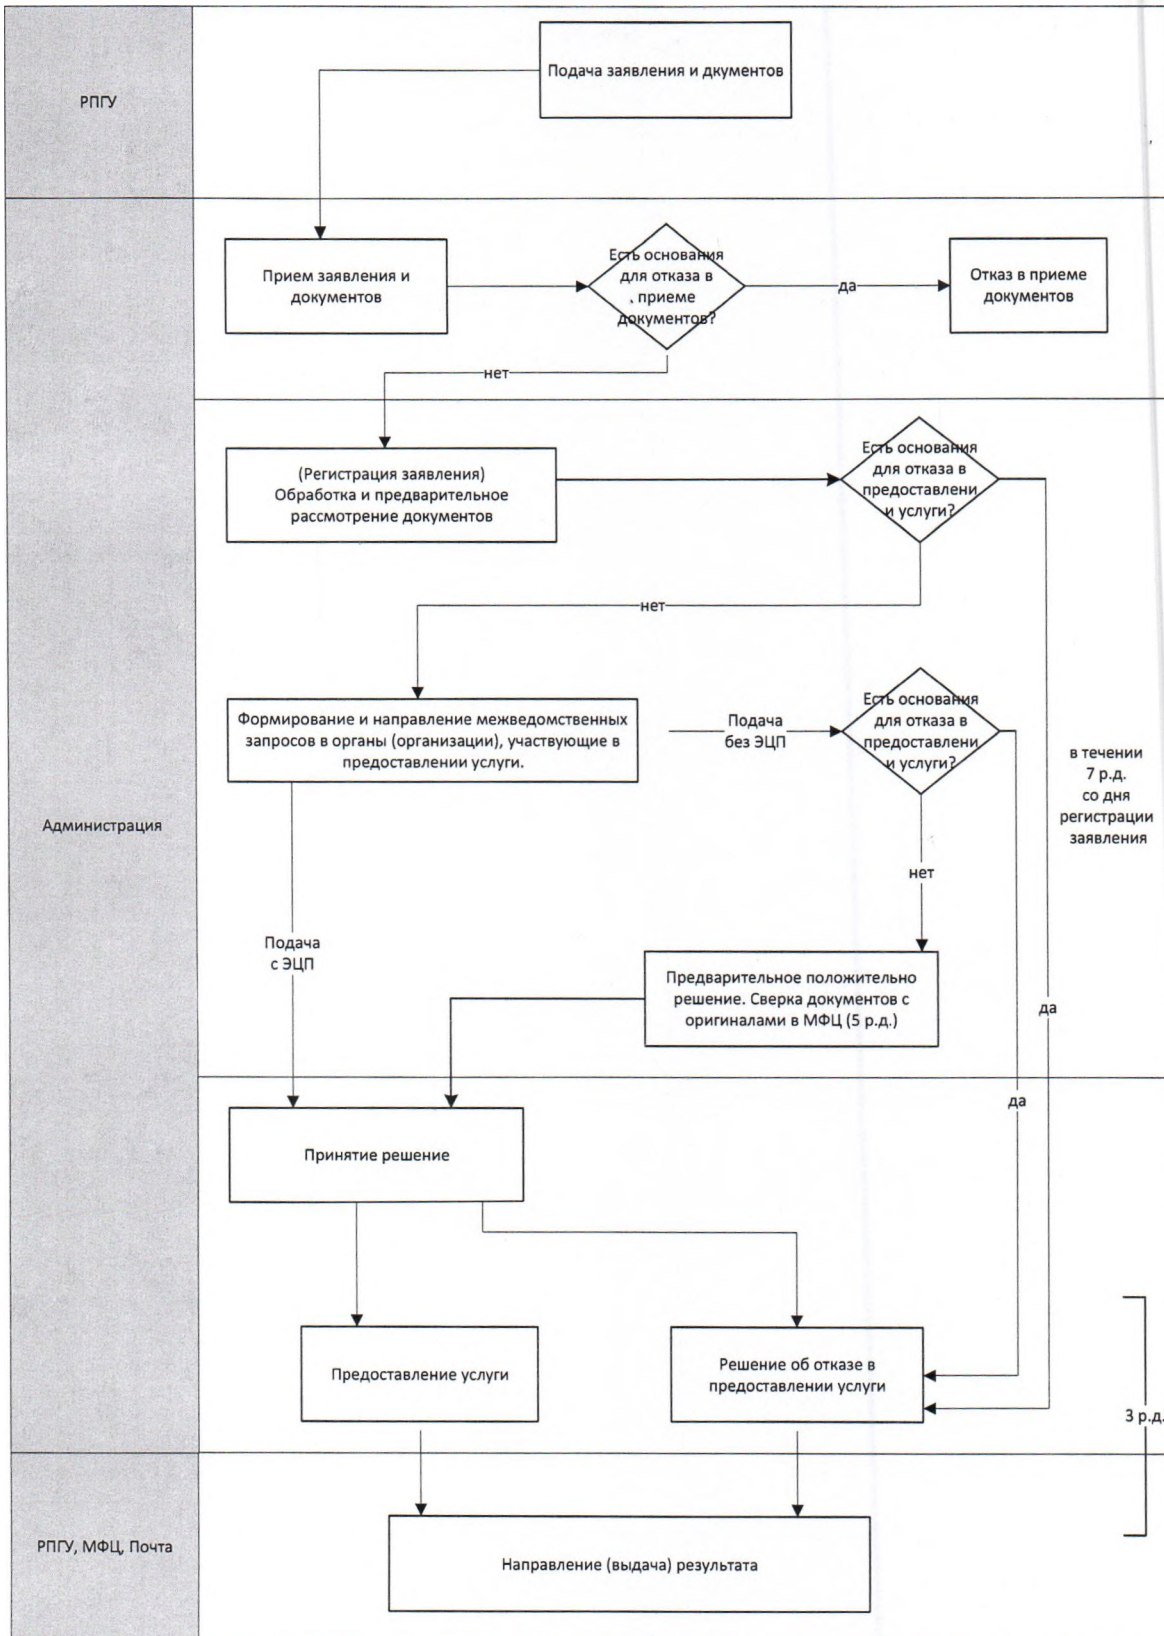 РПГУ
Подача заявления и дкументов
Прием заявления и
документов
Есть основания
для отказа в
приеме
документов?
да
Отказ в приеме
документов
нет
(Регистрация заявления)
Обработка и предварительное
рассмотрение документов
Есть основания
для отказа в
предоставлени
и услуги?
нет
Формирование и направление межведомственных
запросов в органы (организации), участвующие в
предоставлении услуги.
Подача
без ЭЦП
Есть основания
для отказа в
предоставлени
и услуги?
в течении
7 р.д.
со дня
регистрации
заявления
Администрация
нет
Подача
с ЭЦП
Предварительное положительно
решение. Сверка документов с
оригиналами в МФЦ (5 р.д.)
да
да
Принятие решение
Предоставление услуги
Решение об отказе в
предоставлении услуги
3 р.д.
РПГУ, МФЦ, Почта
Направление (выдача) результата